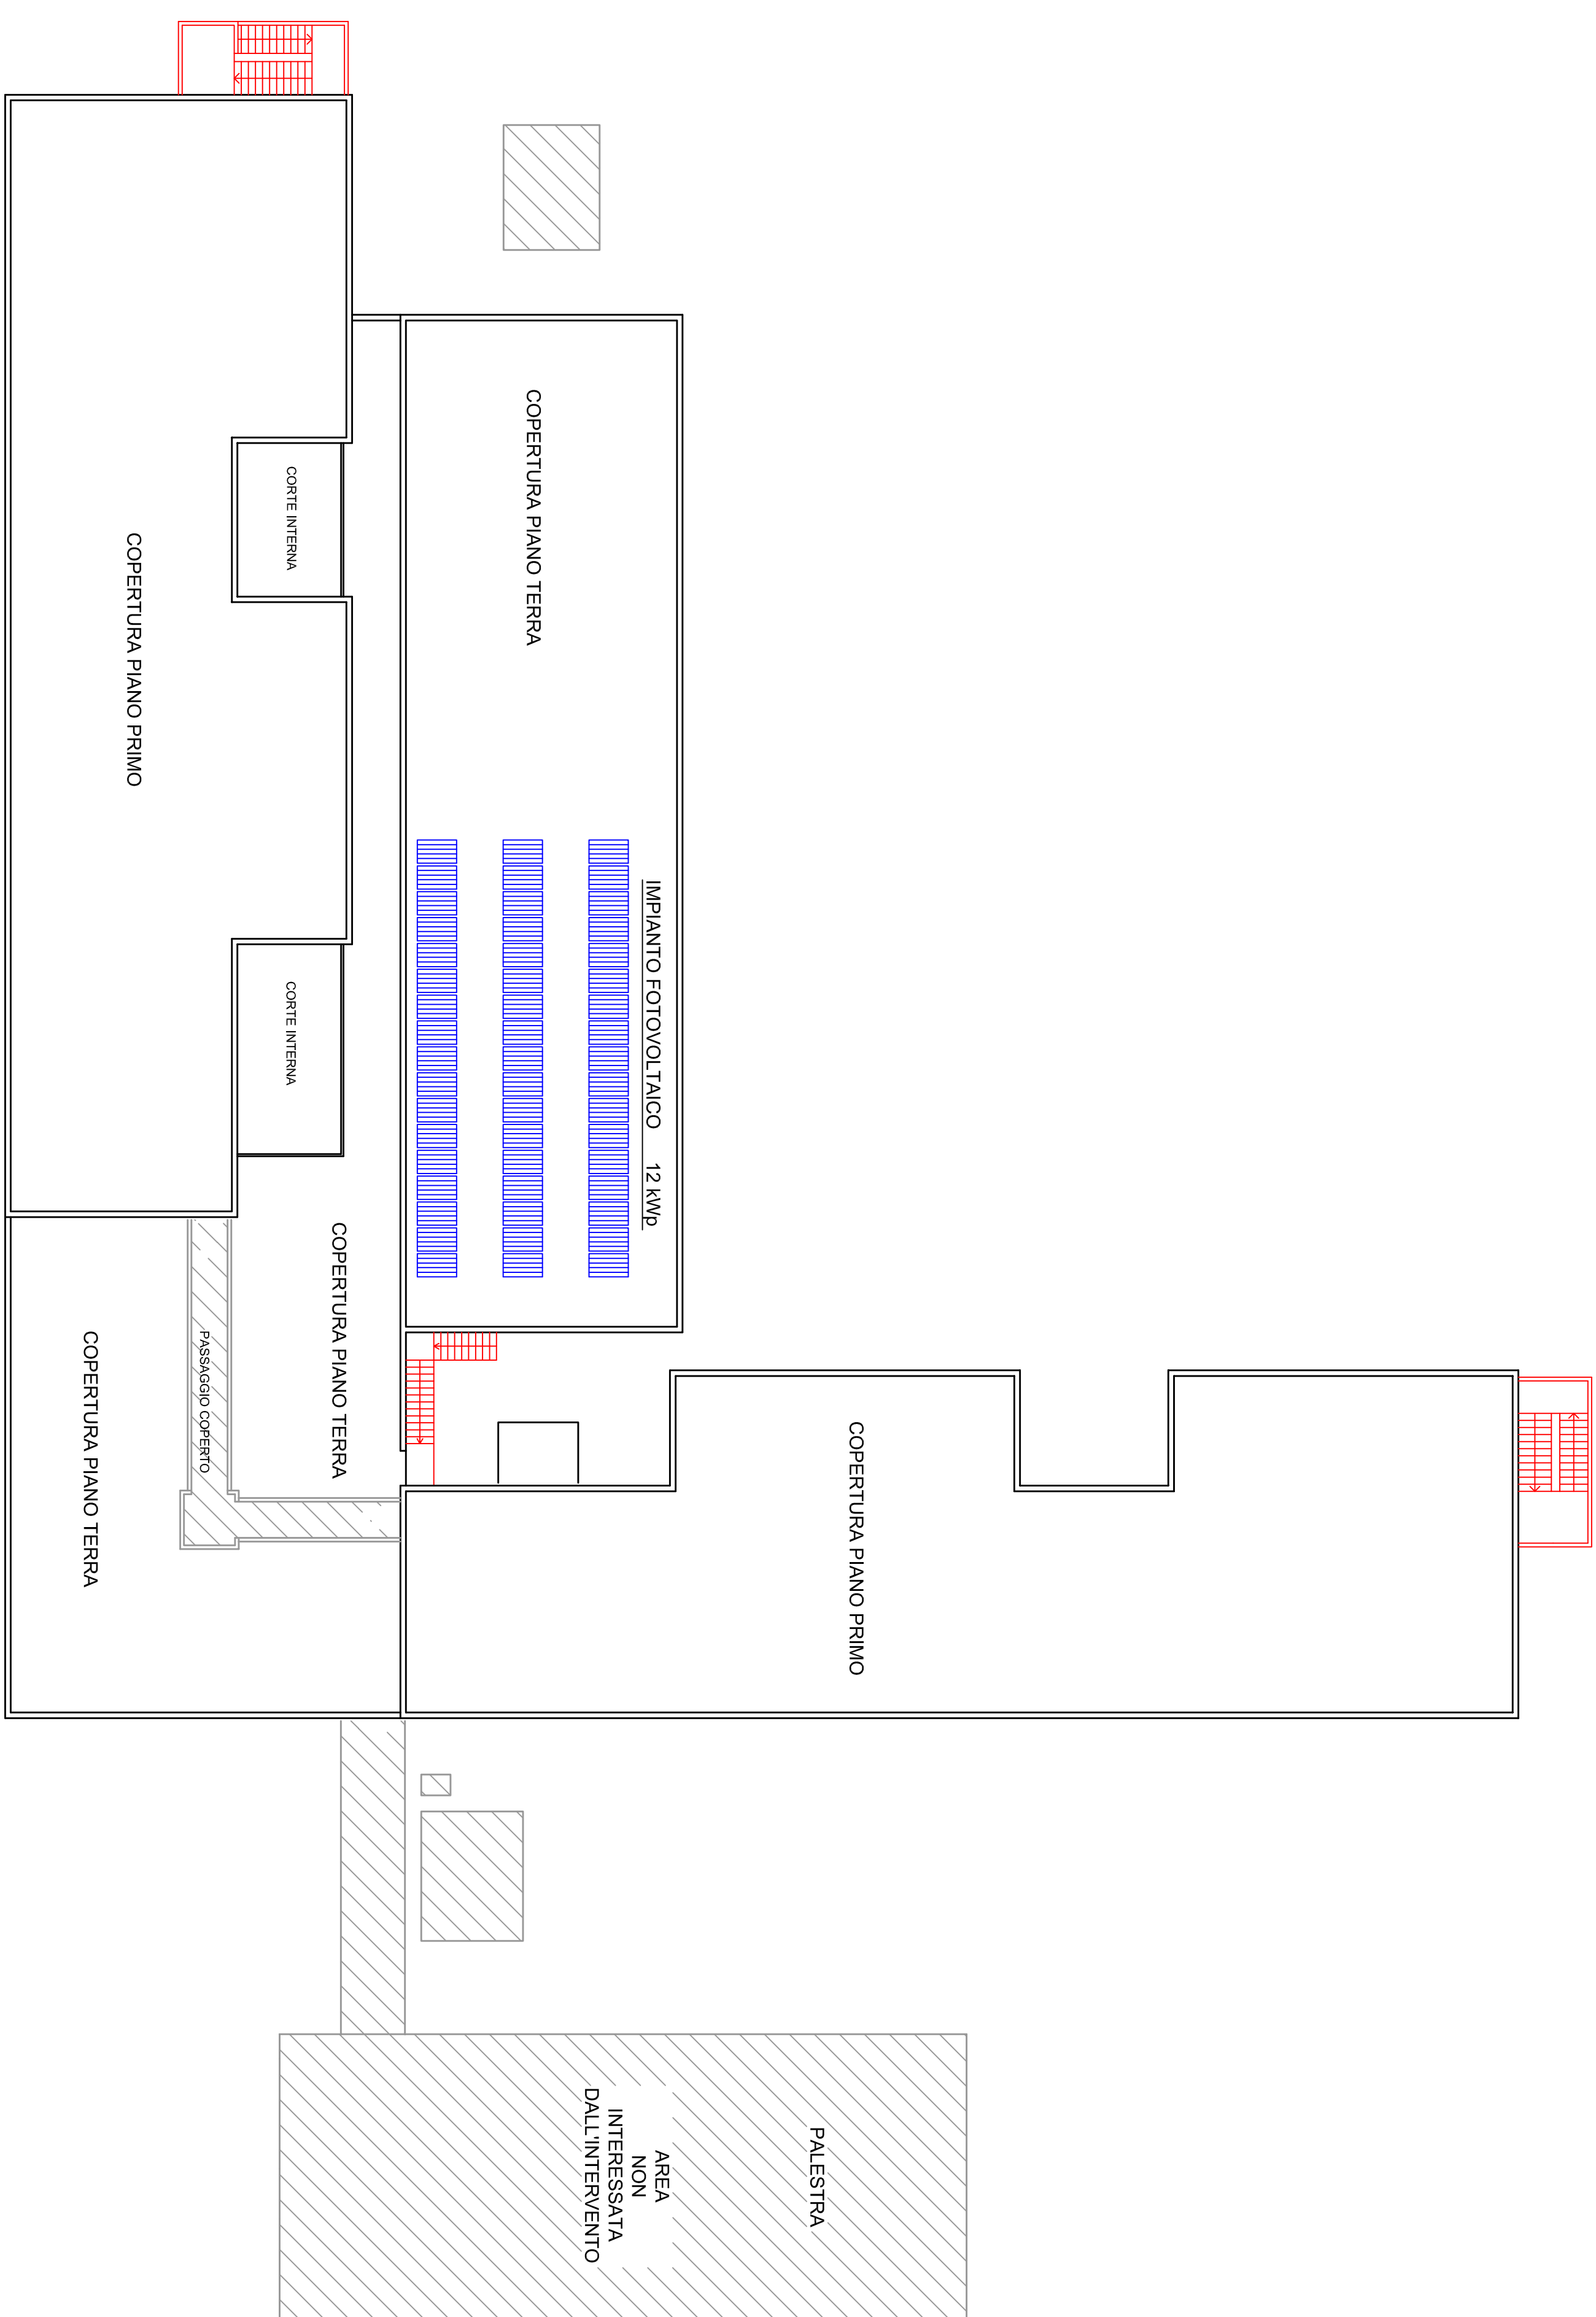 COPERTURA PIANO TERRA
COPERTURA PIANO PRIMO
CORTE INTERNA
CORTE INTERNA
IMPIANTO FOTOVOLTAICO 12 kWp
COPERTURA PIANO TERRA
COPERTURA PIANO TERRA
PASSAGGIO COPERTO
COPERTURA PIANO PRIMO
PALESTRA
AREA
NON
INTERESSATA
DALL'INTERVENTO